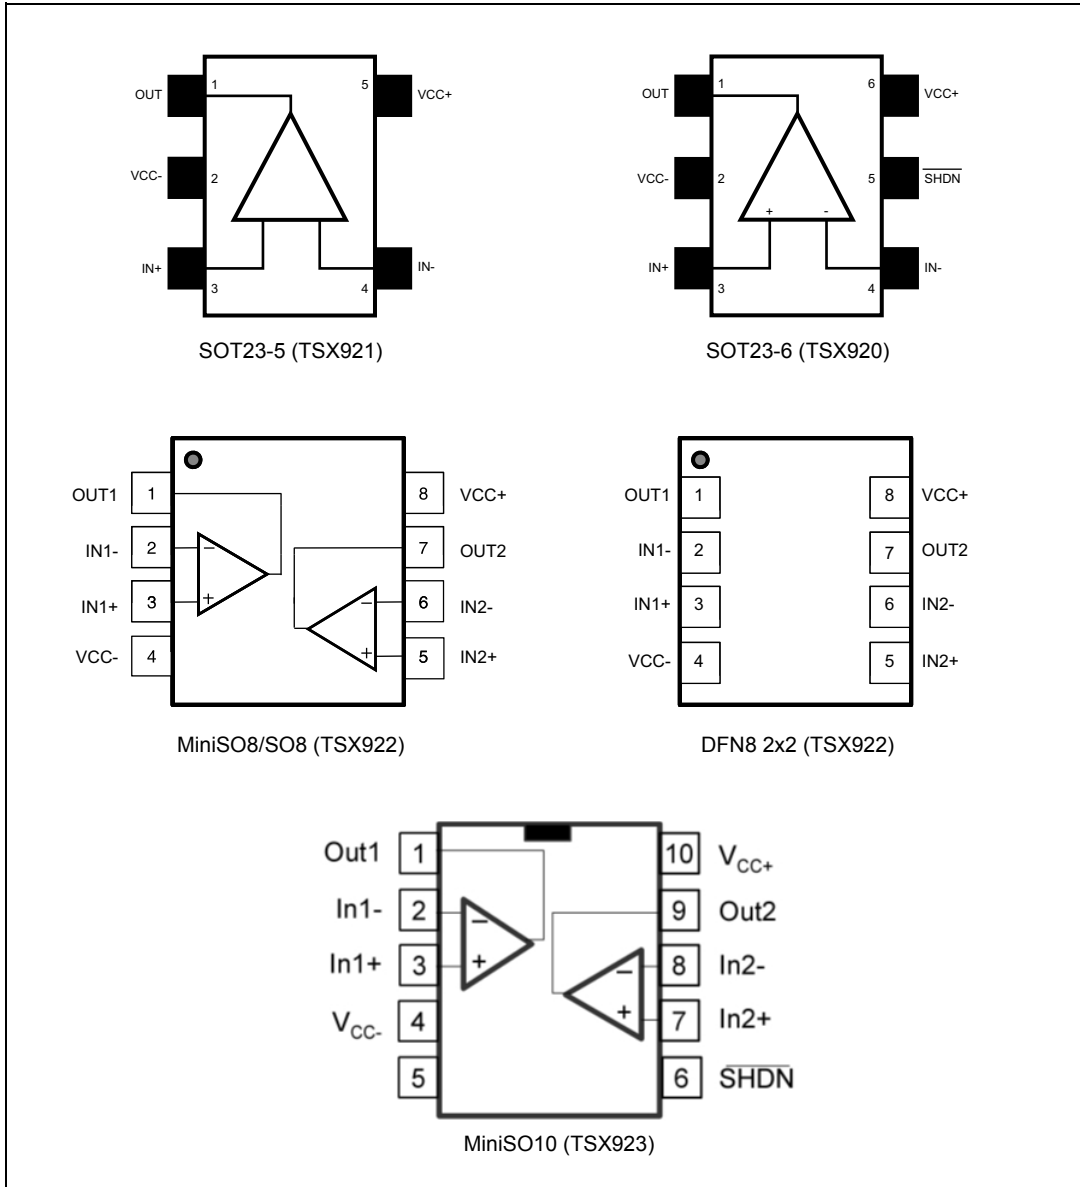 1
5
OUT
VCC+
VCC-
2
IN+
IN-
3
4
SOT23-5 (TSX921)
1
6
OUT
VCC+
VCC-
2
5
SHDN
+
-
IN+
IN-
3
4
SOT23-6 (TSX920)
OUT1
1
8
VCC+
IN1-
2
−
7
OUT2
IN1+
3
+
−
6
IN2-
VCC-
4
+
5
IN2+
MiniSO8/SO8 (TSX922)
OUT1
1
8
VCC+
IN1-
2
7
OUT2
IN1+
3
6
IN2-
VCC-
4
5
IN2+
DFN8 2x2 (TSX922)
Out1
1
10
VCC+
In1-
2
−
9
Out2
In1+
3
+
−
8
In2-
VCC-
4
+
7
In2+
5
6
SHDN
MiniSO10 (TSX923)